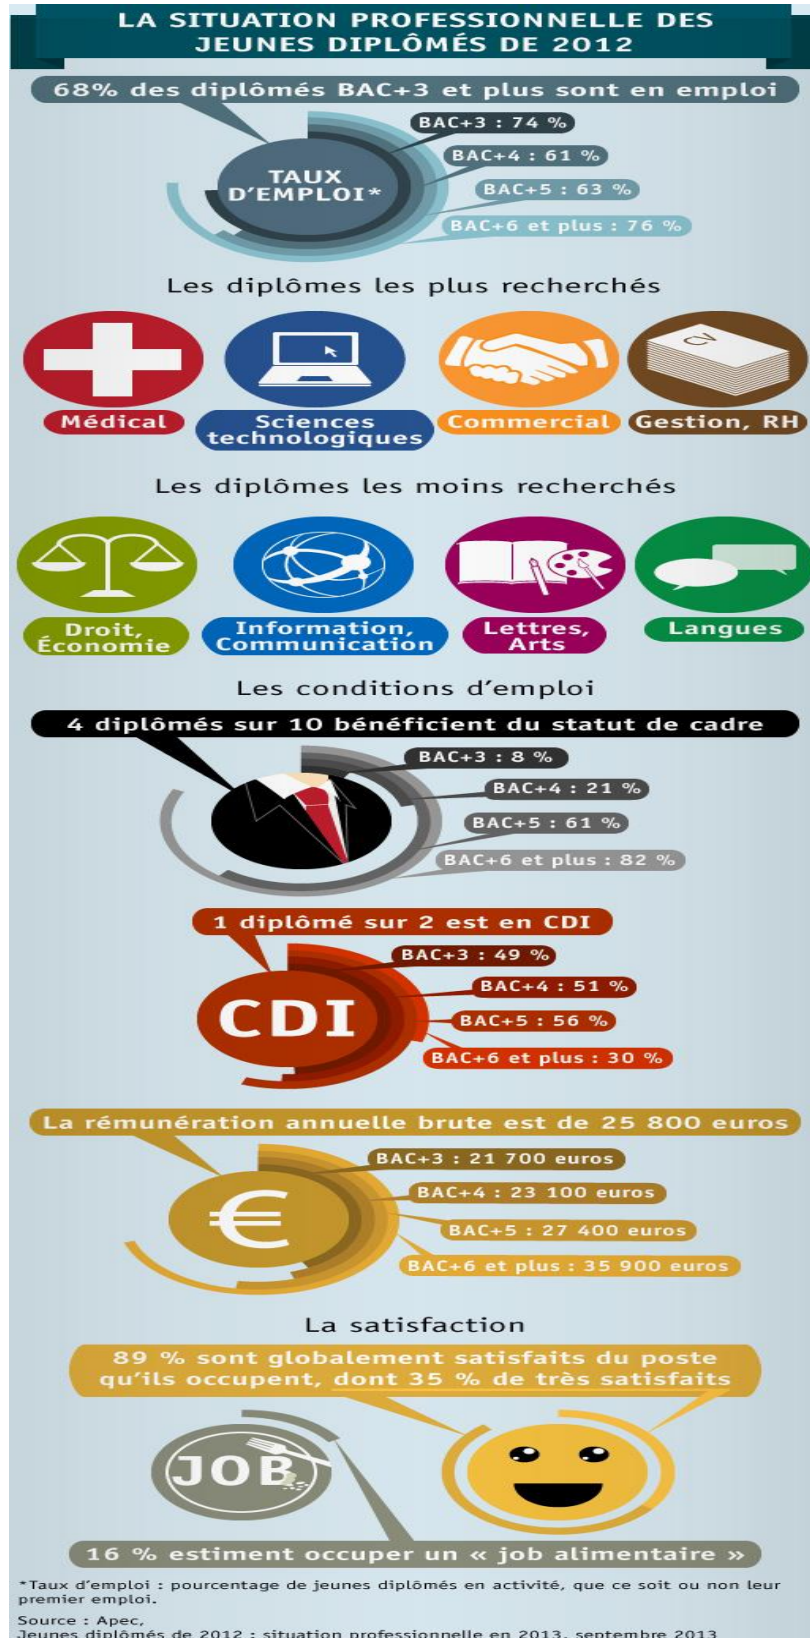 LA SITUATION PROFESSIONNELLE DES
JEUNES DIPLÔMÉS DE 2012
68% des diplômés BAC+3 et plus sont en emploi
TAUX
D'EMPLOI*
BAC+3 : 74 %
BAC+4 : 61 %
BAC+5 : 63 %
BAC+6 et plus : 76 %
Les diplômes les plus recherchés
Médical
Sciences
technologiques
Commercial
CV
Gestion, RH
Les diplômes les moins recherchés
Droit,
Économie
Information,
Communication
Lettres,
Arts
Langues
Les conditions d'emploi
4 diplômés sur 10 bénéficient du statut de cadre
BAC+3 : 8 %
BAC+4 : 21 %
BAC+5 : 61 %
BAC+6 et plus : 82 %
1 diplômé sur 2 est en CDI
CDI
BAC+3 : 49 %
BAC+4 : 51 %
BAC+5 : 56 %
BAC+6 et plus : 30 %
La rémunération annuelle brute est de 25 800 euros
€
BAC+3 : 21 700 euros
BAC+4 : 23 100 euros
BAC+5 : 27 400 euros
BAC+6 et plus : 35 900 euros
La satisfaction
89 % sont globalement satisfaits du poste
qu'ils occupent, dont 35 % de très satisfaits
JOB
16 % estiment occuper un « job alimentaire »
*Taux d'emploi : pourcentage de jeunes diplômés en activité, que ce soit ou non leur
premier emploi.
Source : Apec,
Jeunes diplômés de 2012 : situation professionnelle en 2013, septembre 2013